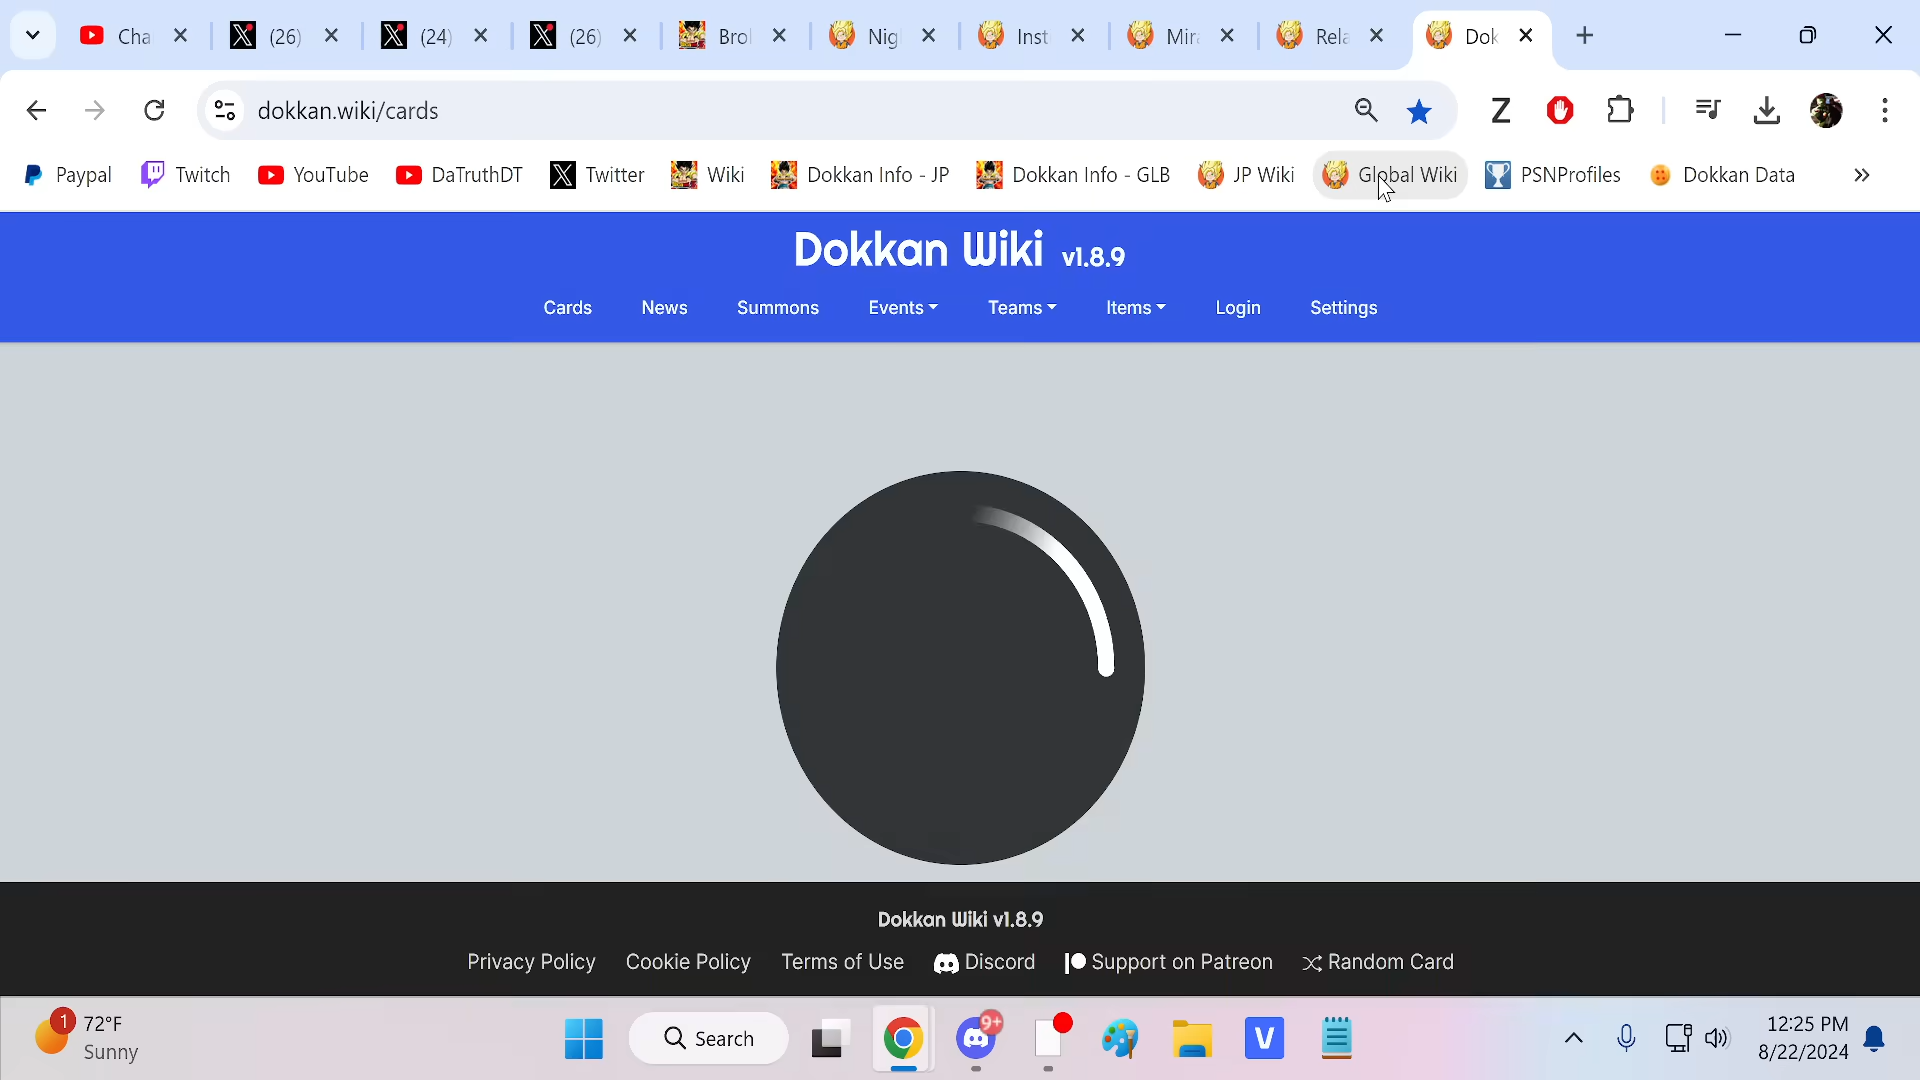 Cha (26) (24) (26) Bro Nig Inst Mir Rela Dok
dokkan.wiki/cards
Paypal Twitch YouTube DaTruthDT Twitter Wiki Dokkan Info - JP Dokkan Info - GLB JP Wiki Global Wiki PSNProfiles Dokkan Data »
Dokkan Wiki v1.8.9
Cards News Summons Events Teams Items Login Settings
Dokkan Wiki v1.8.9
Privacy Policy Cookie Policy Terms of Use Discord Support on Patreon Random Card
1 72°F
Sunny
Search
9+
V
12:25 PM
8/22/2024